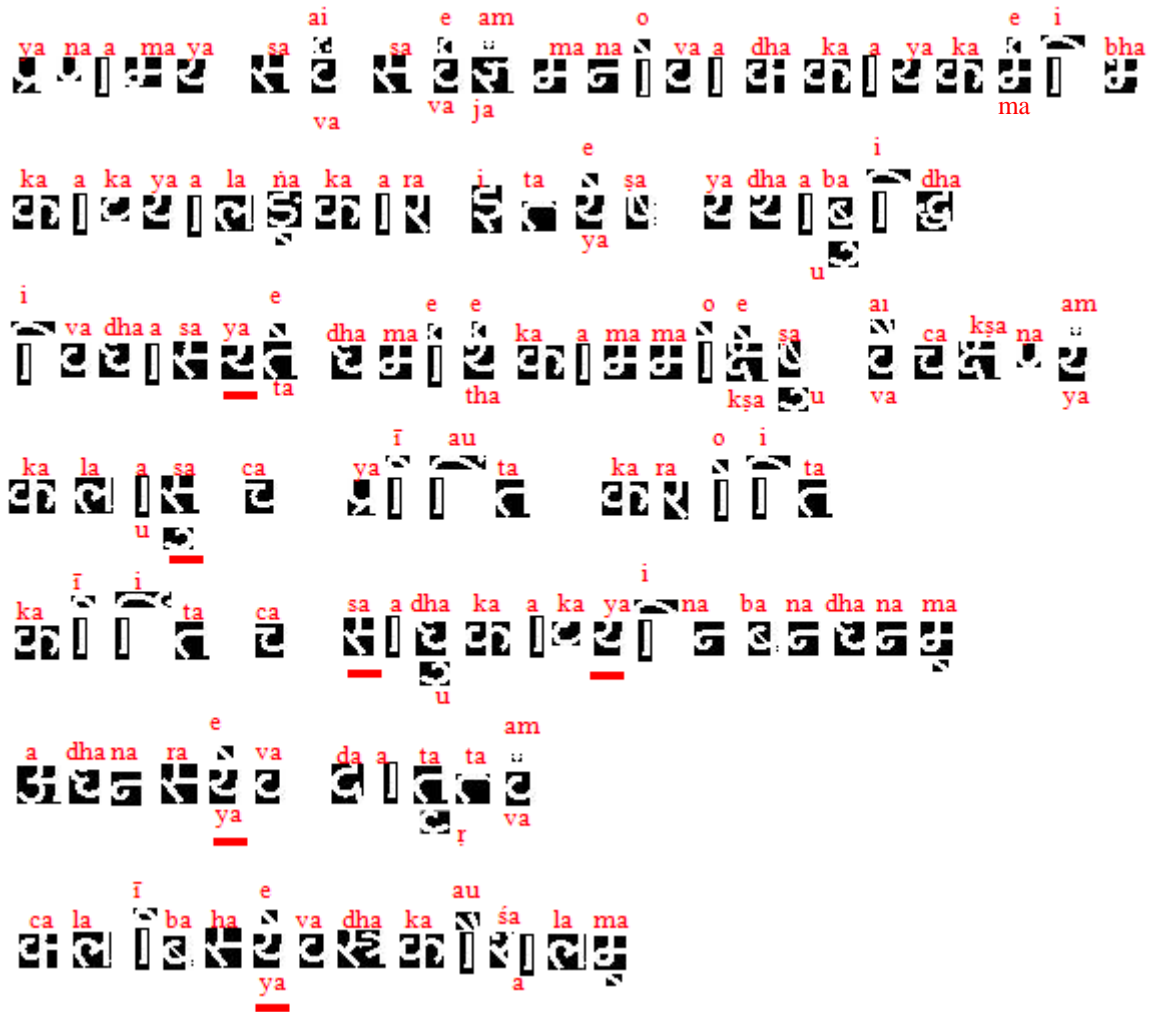 ai e am o e i
ya na a ma ya sa sa ma na va a dha ka a ya ka bha
va va ja ma
e i
ka a ka ya a la ṅa ka a ra i ta ṣa ya dha a ba dha
ya u
i e e e o e ai am
va dha a sa ya dha ma ka a ma ma sa ca kṣa na
ta tha kṣa u va ya
ī au o i
ka la a sa ca ya ta ka ra ta
u
ī i i
ka ta ca sa a dha ka a ka ya na ba na dha na ma
u
e am
a dha na ra va da a ta ta
ya ṛ va
ī e au
ca la ba ha va dha ka śa la ma
ya a